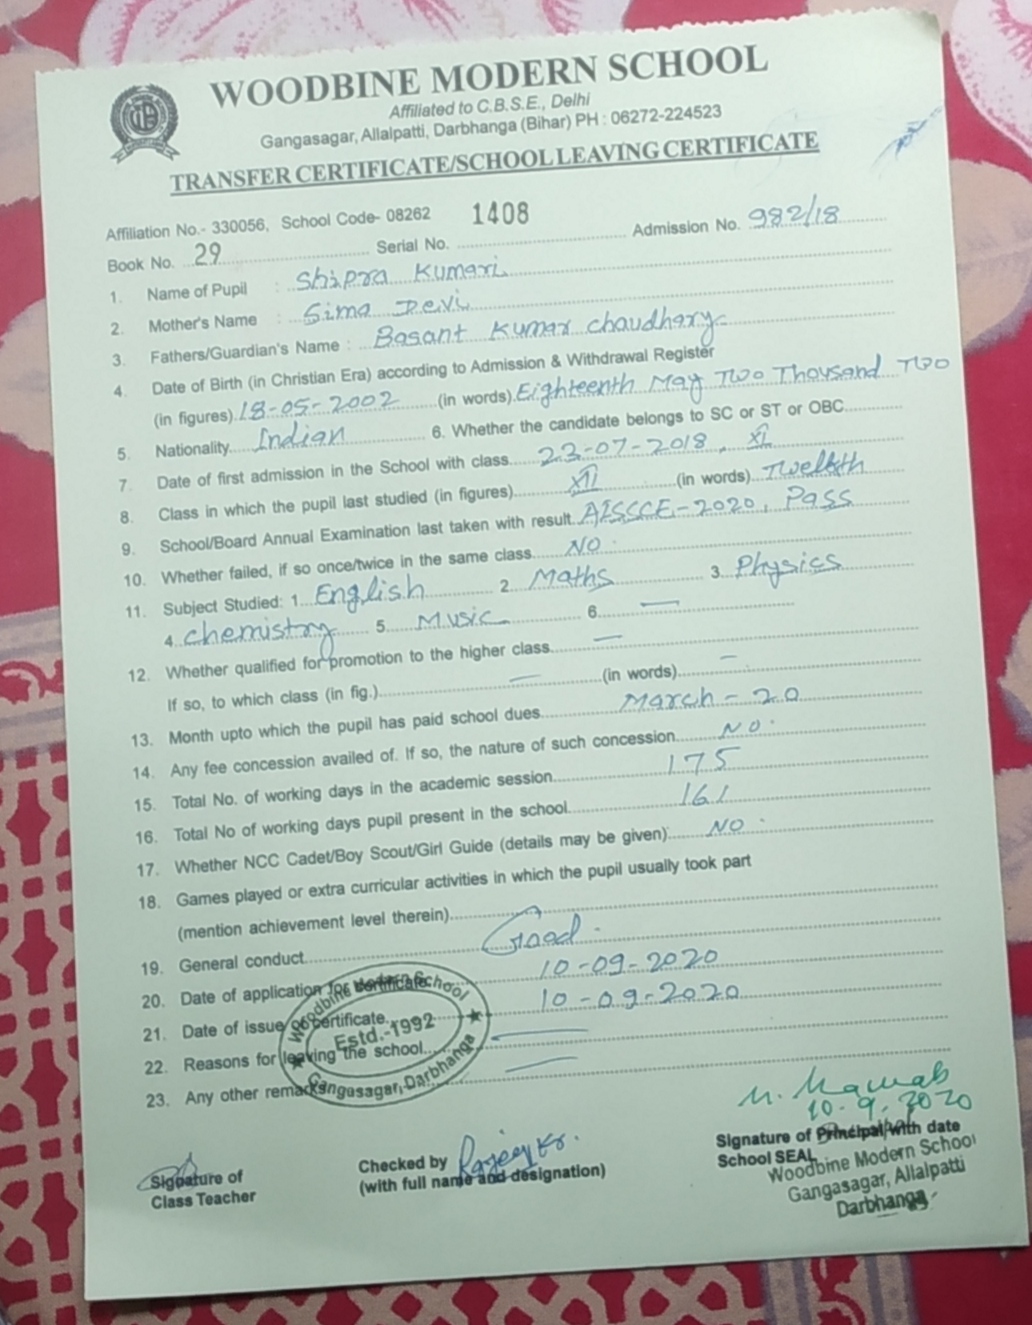 WOODBINE MODERN SCHOOL
Affiliated to C.B.S.E., Delhi
Gangasagar, Allalpatti, Darbhanga (Bihar) PH : 06272-224523
TRANSFER CERTIFICATE/SCHOOL LEAVING CERTIFICATE
Affiliation No.- 330056, School Code- 08262 1408
Book No. 29 Serial No. Admission No. 982/18
1. Name of Pupil : Shipra Kumari
2. Mother's Name : Sima Devi
3. Fathers/Guardian's Name : Basant Kumar chaudhary
4. Date of Birth (in Christian Era) according to Admission & Withdrawal Register
(in figures) 18-05-2002 (in words) Eighteenth May Two Thousand Two
5. Nationality Indian 6. Whether the candidate belongs to SC or ST or OBC
7. Date of first admission in the School with class 23-07-2018, XI
8. Class in which the pupil last studied (in figures) XII (in words) Twelfth
9. School/Board Annual Examination last taken with result AISSCE-2020, Pass
10. Whether failed, if so once/twice in the same class NO
11. Subject Studied: 1. English 2. Maths 3. Physics
4. chemistry 5. Music 6. —
12. Whether qualified for promotion to the higher class —
If so, to which class (in fig.) — (in words) —
13. Month upto which the pupil has paid school dues March - 20
14. Any fee concession availed of. If so, the nature of such concession NO
15. Total No. of working days in the academic session 175
16. Total No of working days pupil present in the school 161
17. Whether NCC Cadet/Boy Scout/Girl Guide (details may be given) NO
18. Games played or extra curricular activities in which the pupil usually took part
(mention achievement level therein)
19. General conduct Good
20. Date of application for certificate 10-09-2020
21. Date of issue of certificate 10-09-2020
22. Reasons for leaving the school —
23. Any other remarks —
Woodbine Modern School
Estd.-1992
Gangasagar, Darbhanga
10-9-2020
Signature of Class Teacher
Checked by Rajeev Kr.
(with full name and designation)
Signature of Principal with date
School SEAL
Woodbine Modern School
Gangasagar, Allalpatti
Darbhanga